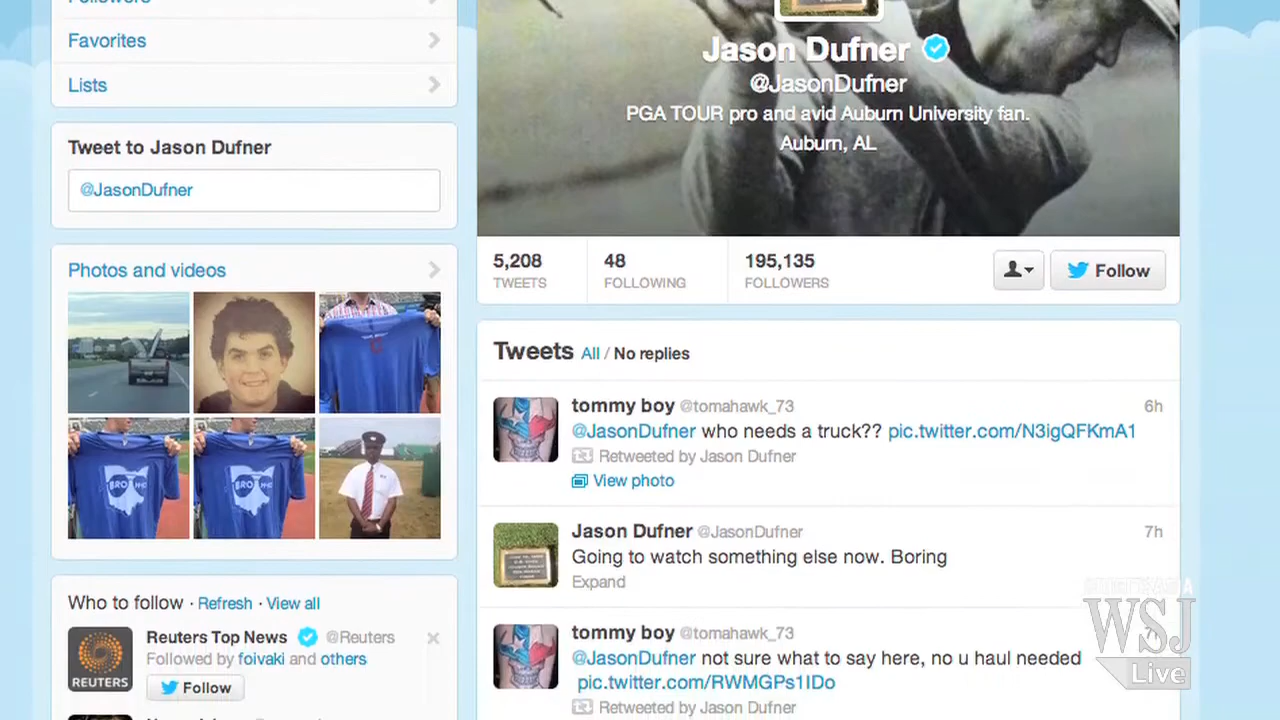 Favorites
Lists
Tweet to Jason Dufner
@JasonDufner
Photos and videos
BRO HIO
BRO HIO
Who to follow · Refresh · View all
Reuters Top News @Reuters
Followed by foivaki and others
REUTERS
Follow
Jason Dufner
@JasonDufner
PGA TOUR pro and avid Auburn University fan.
Auburn, AL
5,208 48 195,135
TWEETS FOLLOWING FOLLOWERS
Follow
Tweets All / No replies
tommy boy @tomahawk_73 6h
@JasonDufner who needs a truck?? pic.twitter.com/N3igQFKmA1
Retweeted by Jason Dufner
View photo
Jason Dufner @JasonDufner 7h
Going to watch something else now. Boring
Expand
tommy boy @tomahawk_73
@JasonDufner not sure what to say here, no u haul needed
pic.twitter.com/RWMGPs1IDo
Retweeted by Jason Dufner
WSJ
Live